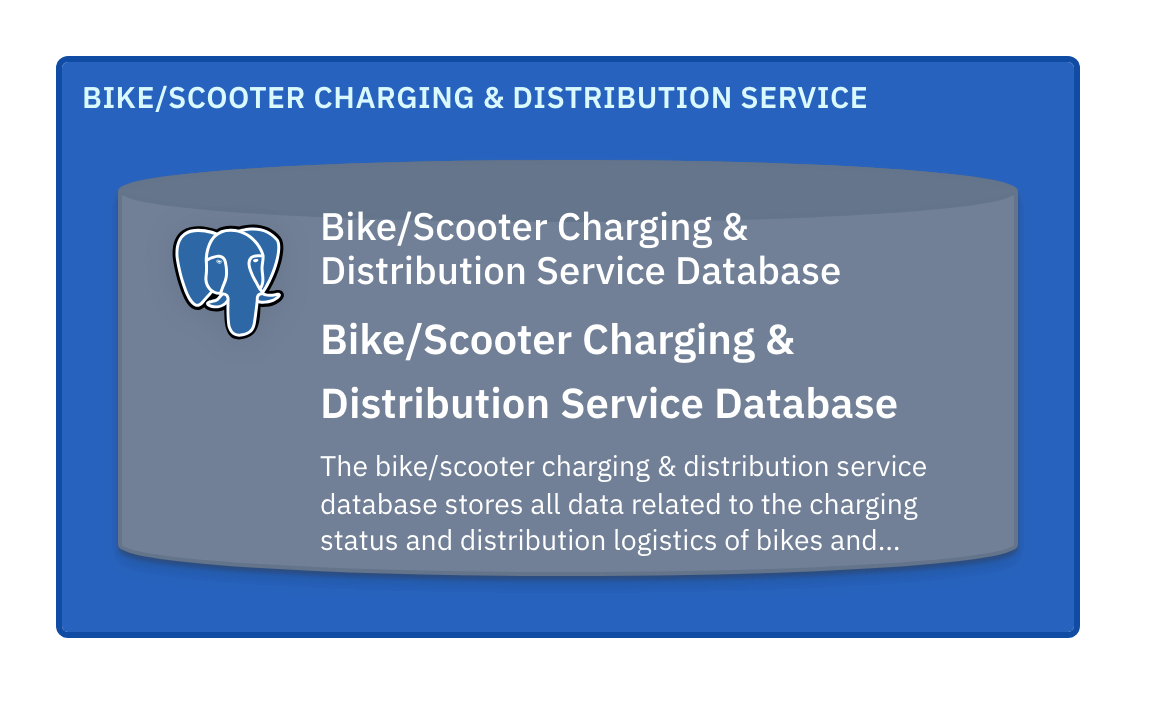 BIKE/SCOOTER CHARGING & DISTRIBUTION SERVICE
Bike/Scooter Charging &
Distribution Service Database
Bike/Scooter Charging &
Distribution Service Database
The bike/scooter charging & distribution service
database stores all data related to the charging
status and distribution logistics of bikes and...